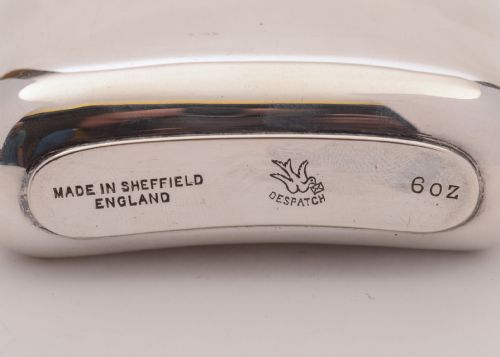 MADE IN SHEFFIELD
ENGLAND
DESPATCH
6OZ